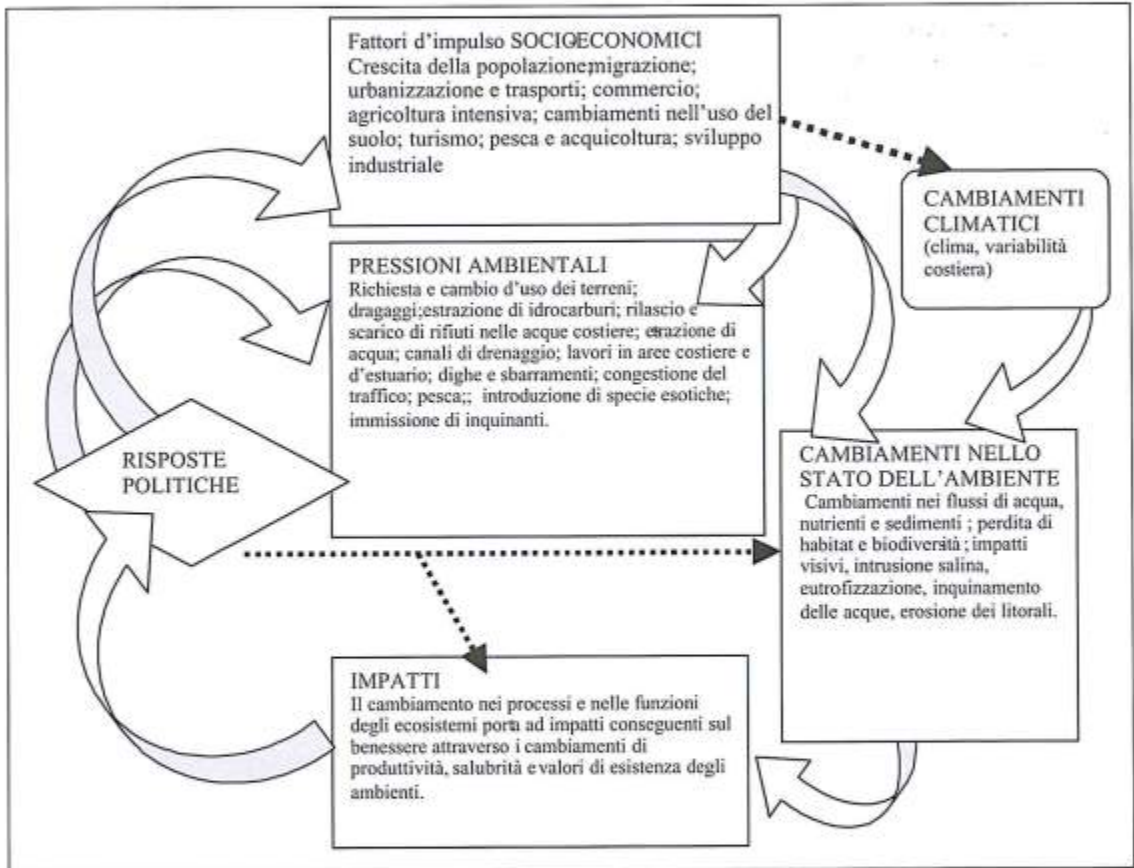 Fattori d'impulso SOCIOECONOMICI
Crescita della popolazione;migrazione;
urbanizzazione e trasporti; commercio;
agricoltura intensiva; cambiamenti nell'uso del
suolo; turismo; pesca e acquicoltura; sviluppo
industriale
CAMBIAMENTI
CLIMATICI
(clima, variabilità
costiera)
PRESSIONI AMBIENTALI
Richiesta e cambio d'uso dei terreni;
dragaggi;estrazione di idrocarburi; rilascio e
scarico di rifiuti nelle acque costiere; estrazione di
acqua; canali di drenaggio; lavori in aree costiere e
d'estuario; dighe e sbarramenti; congestione del
traffico; pesca;; introduzione di specie esotiche;
immissione di inquinanti.
RISPOSTE
POLITICHE
CAMBIAMENTI NELLO
STATO DELL'AMBIENTE
Cambiamenti nei flussi di acqua,
nutrienti e sedimenti ; perdita di
habitat e biodiversità ; impatti
visivi, intrusione salina,
eutrofizzazione, inquinamento
delle acque, erosione dei litorali.
IMPATTI
Il cambiamento nei processi e nelle funzioni
degli ecosistemi porta ad impatti conseguenti sul
benessere attraverso i cambiamenti di
produttività, salubrità e valori di esistenza degli
ambienti.